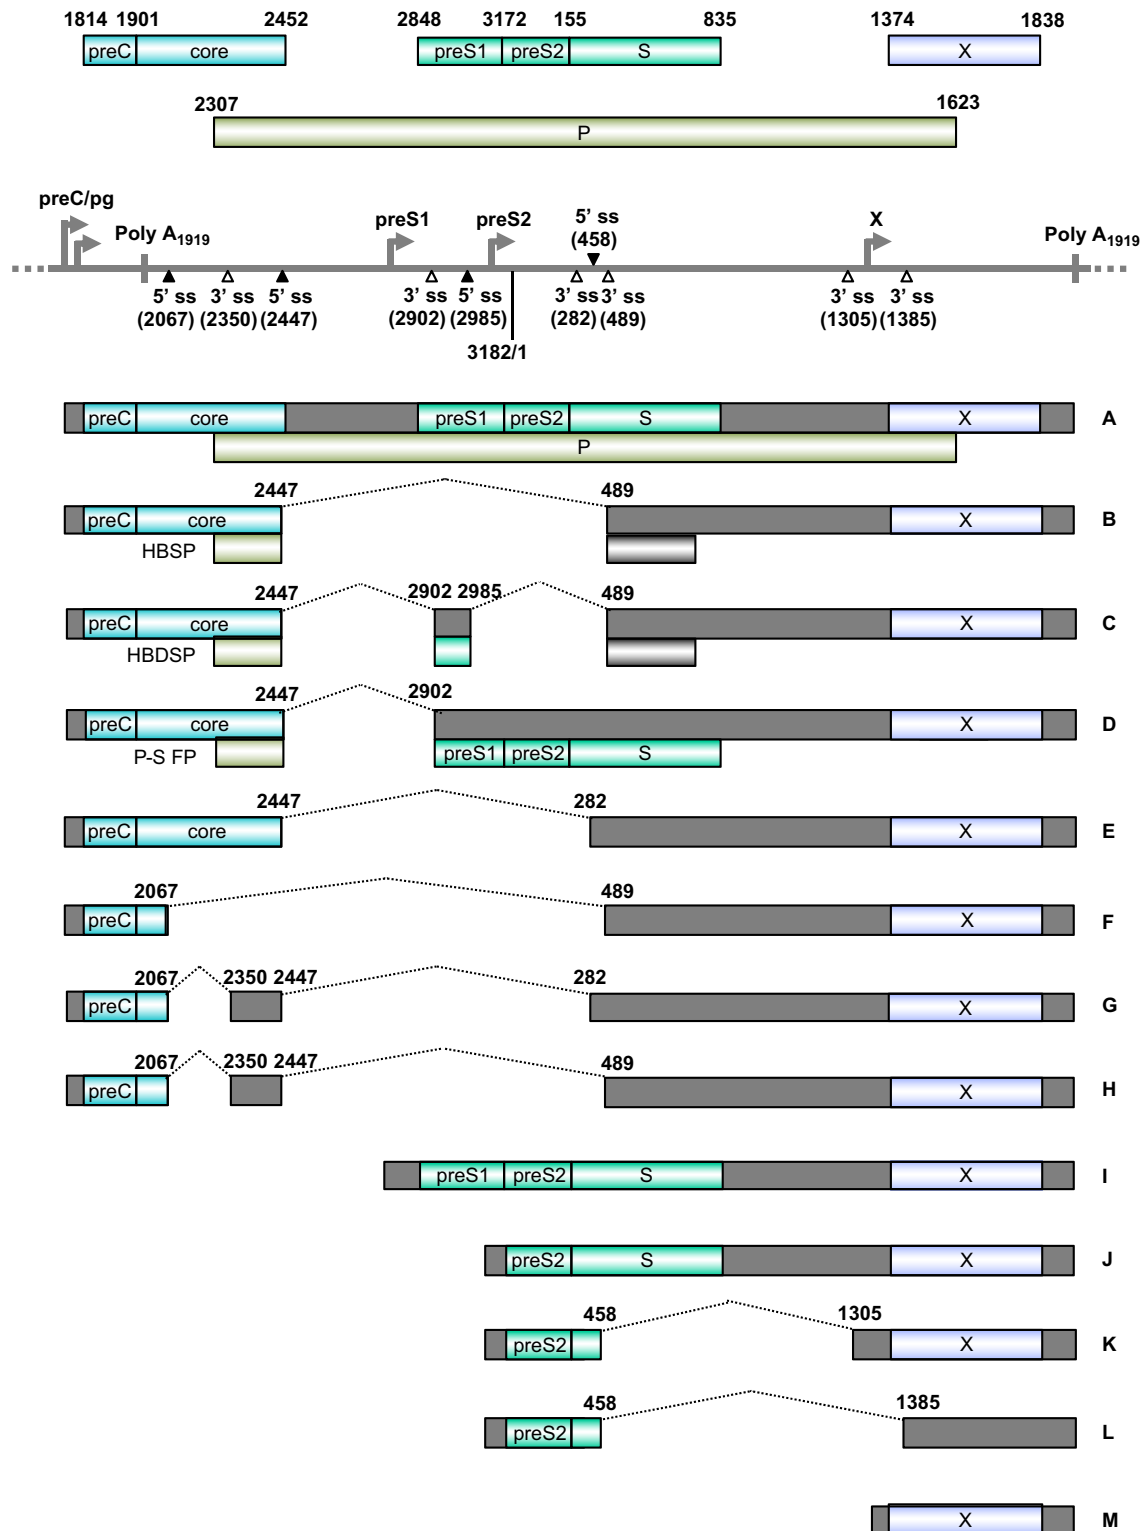 1814 1901 2452 2848 3172 155 835 1374 1838
preC core preS1 preS2 S X
2307 1623
P
preC/pg preS1 preS2 5’ ss X
Poly A1919 (458) Poly A1919
5’ ss 3’ ss 5’ ss 3’ ss 5’ ss 3’ ss 3’ ss 3’ ss 3’ ss
(2067) (2350) (2447) (2902) (2985) (282) (489) (1305) (1385)
3182/1
preC core preS1 preS2 S X A
P
2447 489
preC core X B
HBSP
2447 2902 2985 489
preC core X C
HBDSP
2447 2902
preC core X D
P-S FP preS1 preS2 S
2447 282
preC core X E
2067 489
preC X F
2067 2350 2447 282
preC X G
2067 2350 2447 489
preC X H
preS1 preS2 S X I
preS2 S X J
458 1305
preS2 X K
458 1385
preS2 L
X M